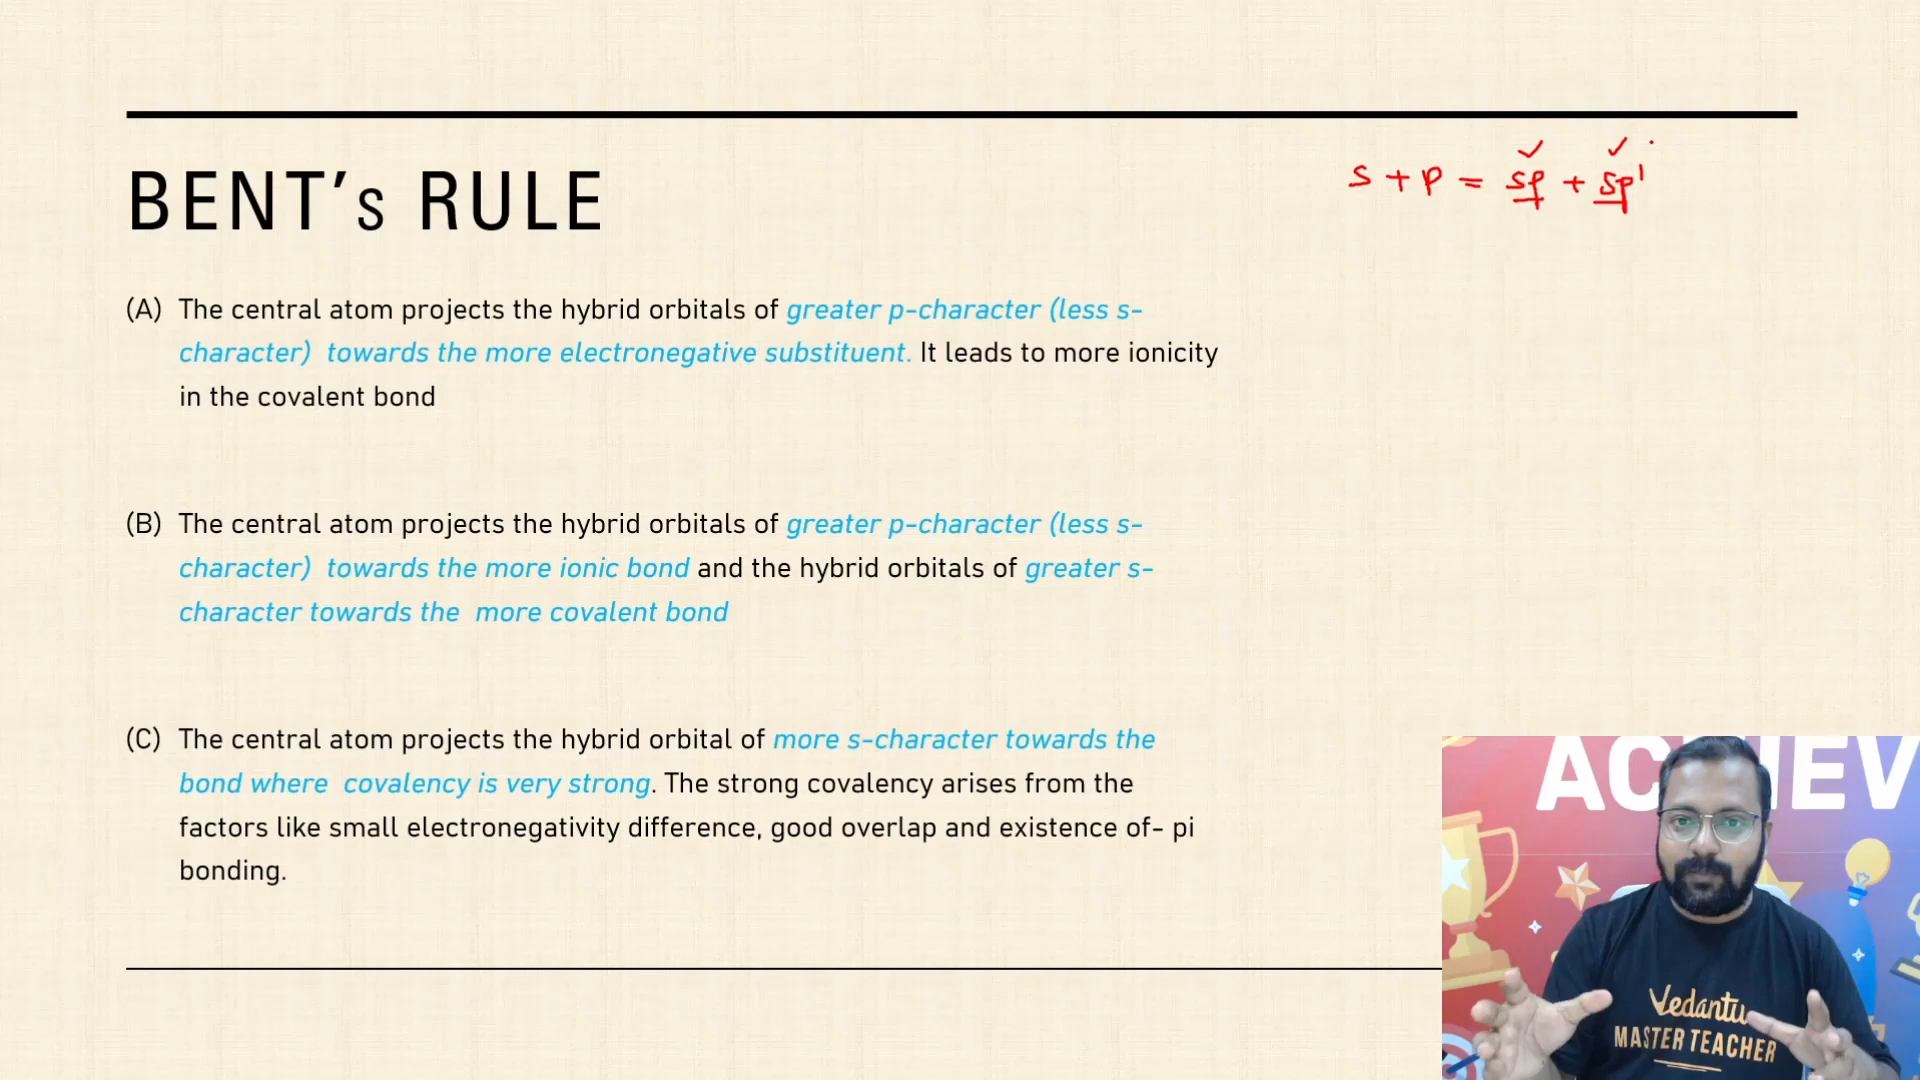 BENT's RULE
s + p = sp + sp'
(A) The central atom projects the hybrid orbitals of greater p-character (less s-
character) towards the more electronegative substituent. It leads to more ionicity
in the covalent bond
(B) The central atom projects the hybrid orbitals of greater p-character (less s-
character) towards the more ionic bond and the hybrid orbitals of greater s-
character towards the more covalent bond
(C) The central atom projects the hybrid orbital of more s-character towards the
bond where covalency is very strong. The strong covalency arises from the
factors like small electronegativity difference, good overlap and existence of- pi
bonding.
AC IEV
Vedantu
MASTER TEACHER